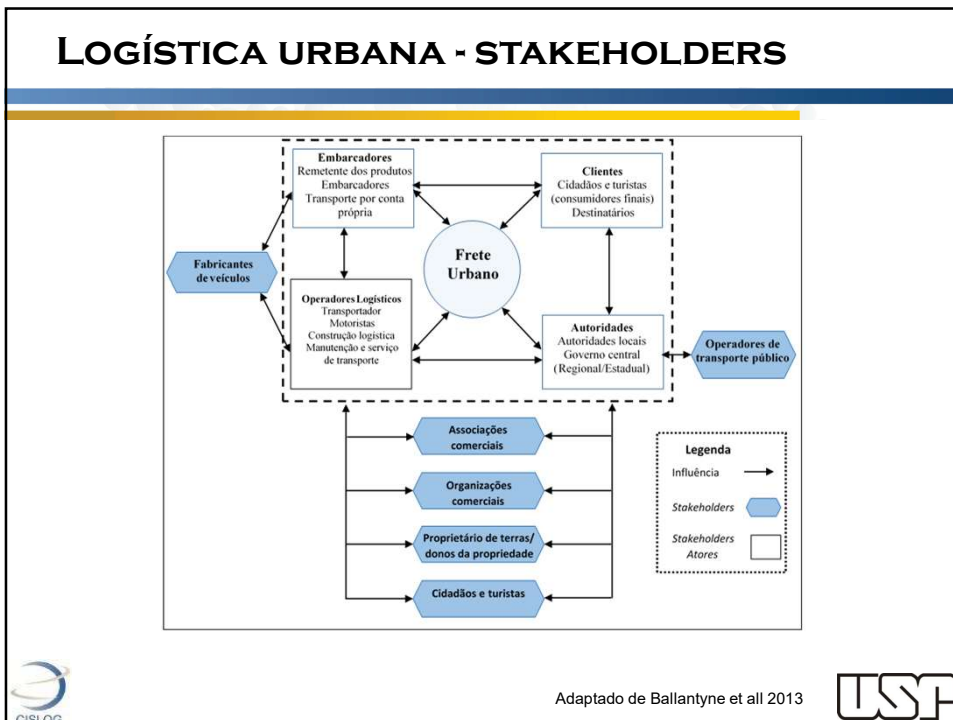 LOGÍSTICA URBANA - STAKEHOLDERS
Embarcadores
Remetente dos produtos
Embarcadores
Transporte por conta
própria
Clientes
Cidadãos e turistas
(consumidores finais)
Destinatários
Frete
Urbano
Fabricantes
de veículos
Operadores Logísticos
Transportador
Motoristas
Construção logística
Manutenção e serviço
de transporte
Autoridades
Autoridades locais
Governo central
(Regional/Estadual)
Operadores de
transporte público
Associações
comerciais
Organizações
comerciais
Proprietário de terras/
donos da propriedade
Cidadãos e turistas
Legenda
Influência
Stakeholders
Stakeholders
Atores
CISLOG
Adaptado de Ballantyne et all 2013
USP